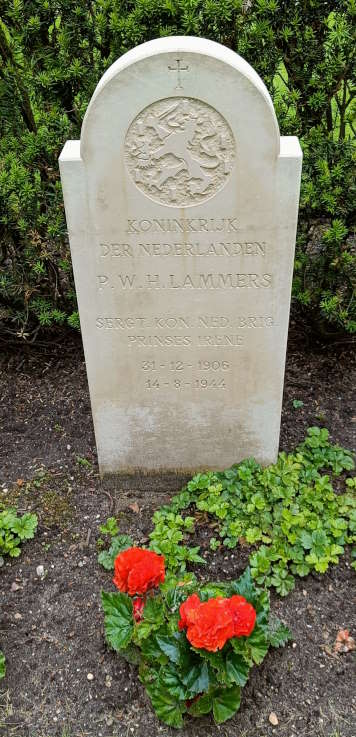 KONINKRIJK
DER NEDERLANDEN
P.W.H. LAMMERS
SERGT. KON. NED. BRIG.
PRINSES IRENE
31-12-1906
14-8-1944